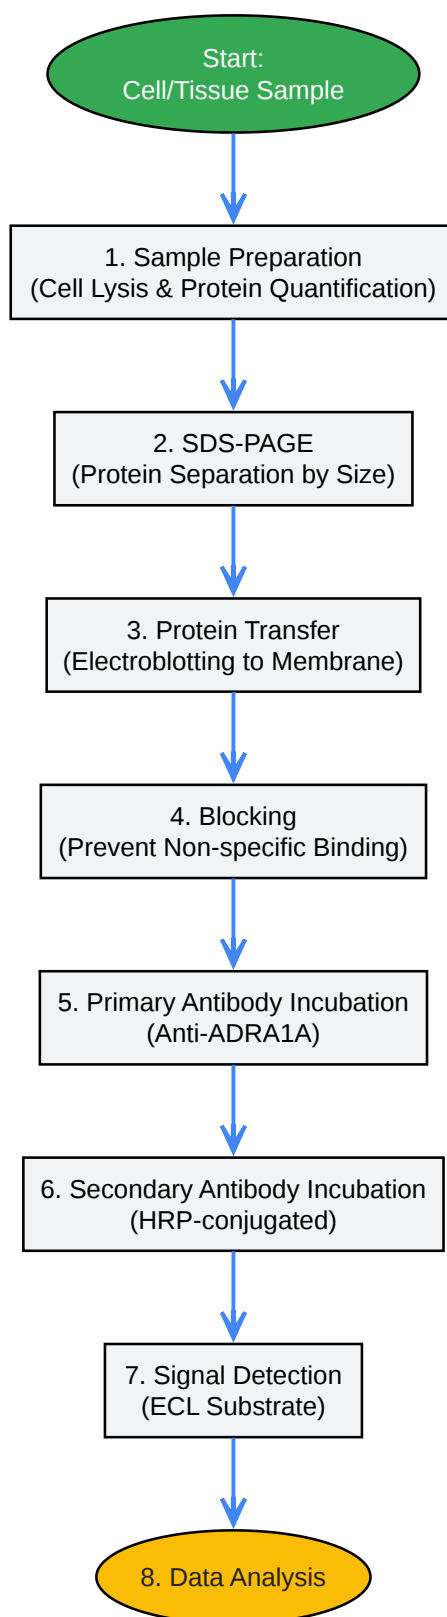 Start:
Cell/Tissue Sample
1. Sample Preparation
(Cell Lysis & Protein Quantification)
2. SDS-PAGE
(Protein Separation by Size)
3. Protein Transfer
(Electroblotting to Membrane)
4. Blocking
(Prevent Non-specific Binding)
5. Primary Antibody Incubation
(Anti-ADRA1A)
6. Secondary Antibody Incubation
(HRP-conjugated)
7. Signal Detection
(ECL Substrate)
8. Data Analysis